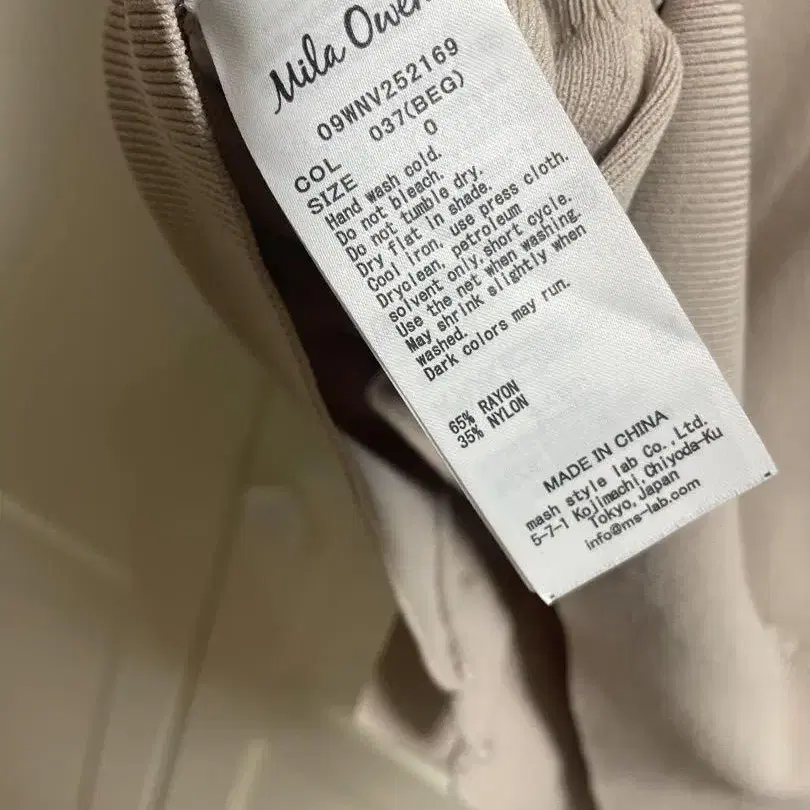 Mila Owen
09WNV252169
COL 037(BEG)
SIZE 0
Hand wash cold.
Do not bleach.
Do not tumble dry.
Dry flat in shade.
Cool iron, use press cloth.
Dryclean, petroleum
solvent only, short cycle.
Use the net when washing.
May shrink slightly when
washed.
Dark colors may run.
65% RAYON
35% NYLON
MADE IN CHINA
mash style lab Co., Ltd.
5-7-1 Kojimachi, Chiyoda-Ku
Tokyo, Japan
info@ms-lab.com